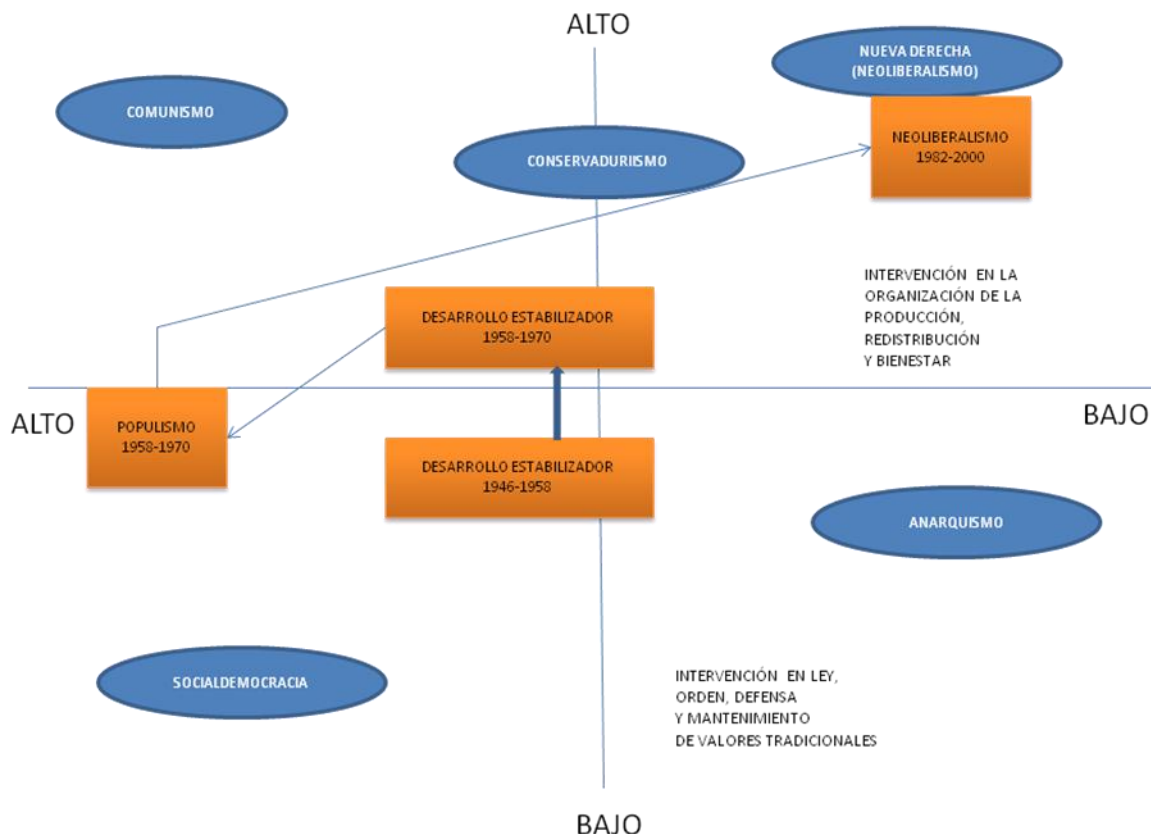 ALTO
NUEVA DERECHA
(NEOLIBERALISMO)
COMUNISMO
NEOLIBERALISMO
1982-2000
CONSERVADURIISMO
INTERVENCIÓN EN LA
ORGANIZACIÓN DE LA
PRODUCCIÓN,
REDISTRIBUCIÓN
Y BIENESTAR
DESARROLLO ESTABILIZADOR
1958-1970
ALTO
BAJO
POPULISMO
1958-1970
DESARROLLO ESTABILIZADOR
1946-1958
ANARQUISMO
SOCIALDEMOCRACIA
INTERVENCIÓN EN LEY,
ORDEN, DEFENSA
Y MANTENIMIENTO
DE VALORES TRADICIONALES
BAJO